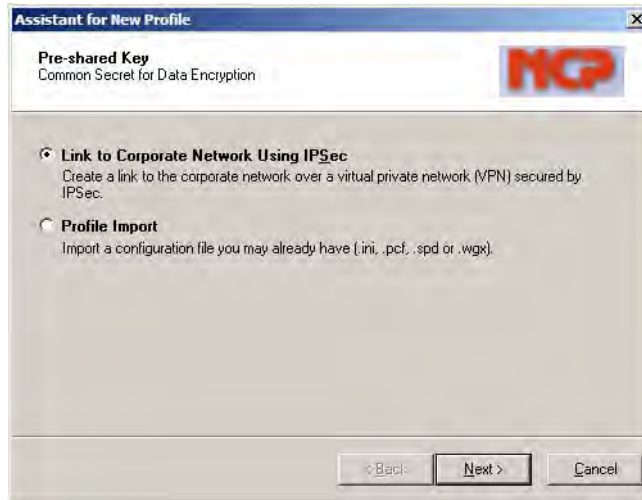 Assistant for New Profile
Pre-shared Key
Common Secret for Data Encryption
NCP
Link to Corporate Network Using IPSec
Create a link to the corporate network over a virtual private network (VPN) secured by
IPSec.
Profile Import
Import a configuration file you may already have (.ini, .pcf, .spd or .wgx).
< Back
Next >
Cancel